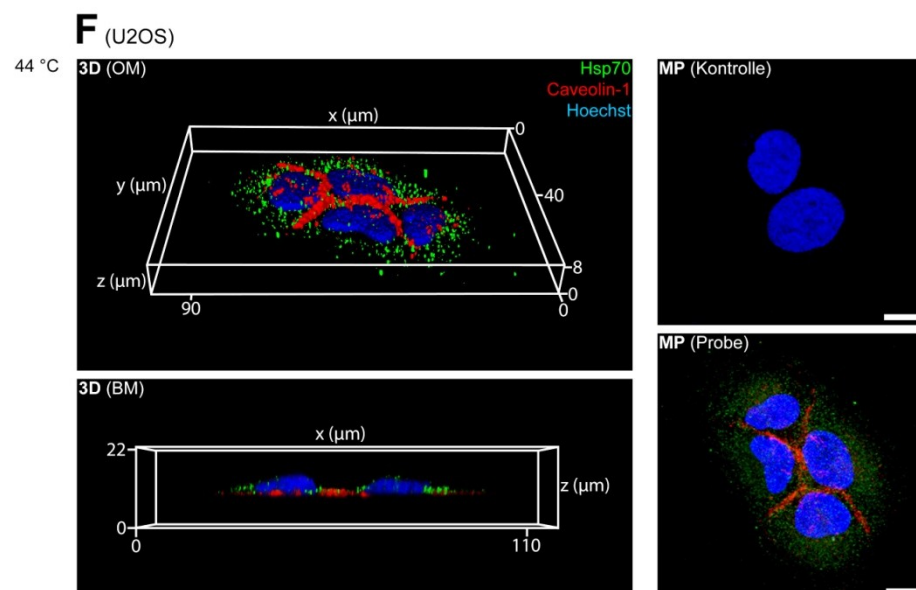 F (U2OS)
44 °C
3D (OM)
Hsp70
Caveolin-1
Hoechst
x (µm)
0
y (µm)
40
z (µm)
8
0
90
0
MP (Kontrolle)
3D (BM)
x (µm)
22
z (µm)
0
0
110
MP (Probe)